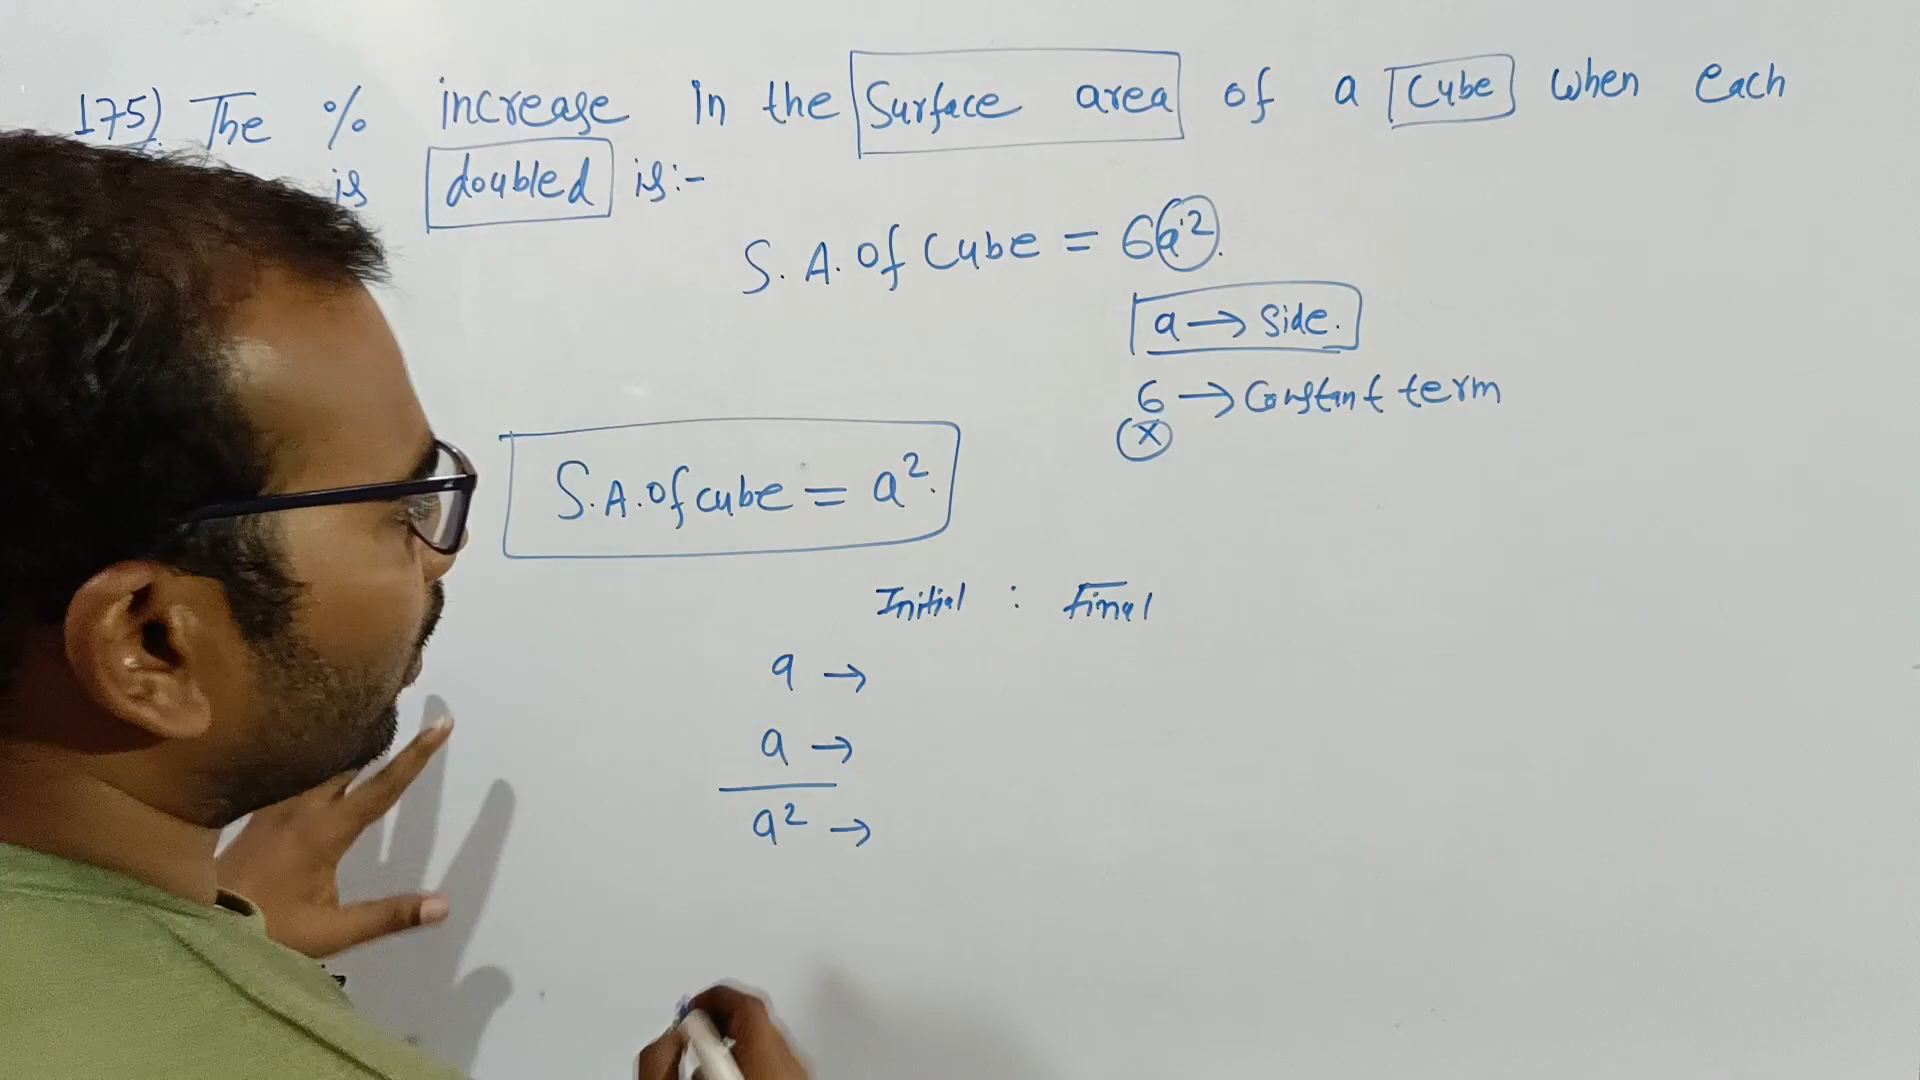 175) The % increase in the Surface area of a Cube when each
is doubled is:-
S.A.Of Cube = 6a².
a → Side.
6 → Constant term
x
S.A.Of cube = a².
Initial : Final
a →
a →
a² →